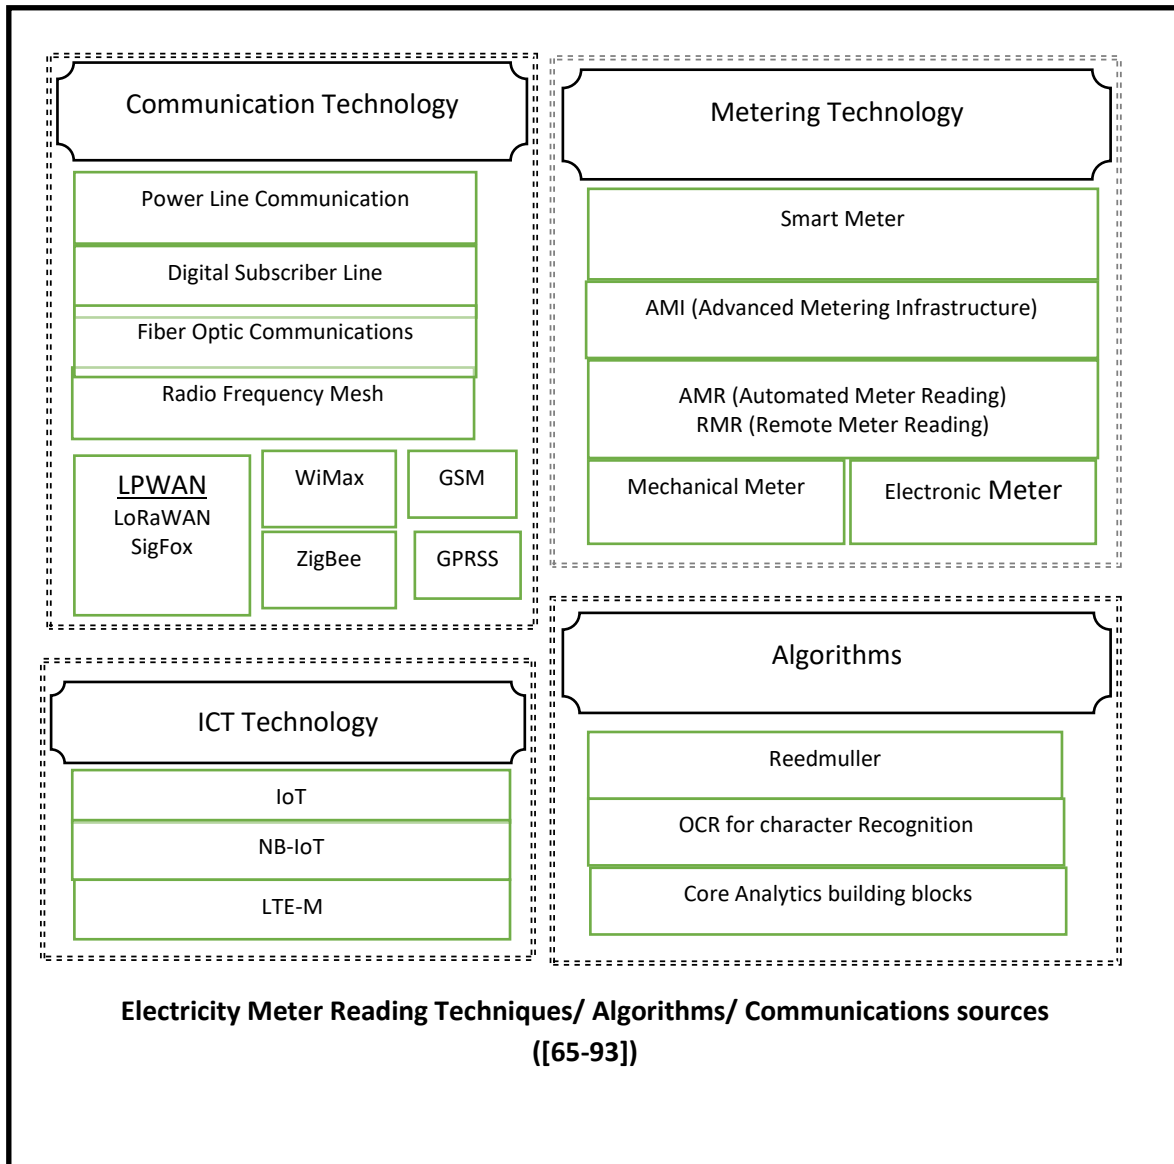 Communication Technology
Power Line Communication
Digital Subscriber Line
Fiber Optic Communications
Radio Frequency Mesh
LPWAN
LoRaWAN
SigFox
WiMax
GSM
ZigBee
GPRSS
Metering Technology
Smart Meter
AMI (Advanced Metering Infrastructure)
AMR (Automated Meter Reading)
RMR (Remote Meter Reading)
Mechanical Meter
Electronic Meter
ICT Technology
IoT
NB-IoT
LTE-M
Algorithms
Reedmuller
OCR for character Recognition
Core Analytics building blocks
Electricity Meter Reading Techniques/ Algorithms/ Communications sources
([65-93])